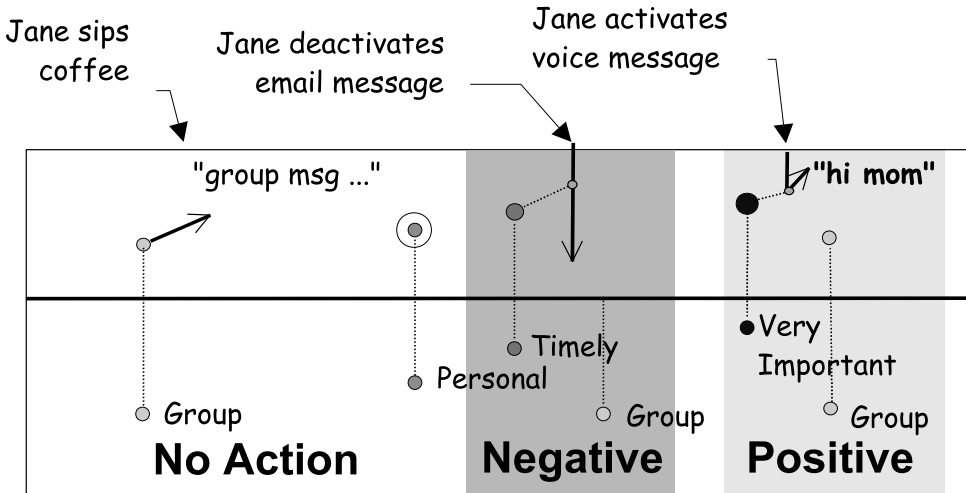 Jane sips
coffee
Jane deactivates
email message
Jane activates
voice message
"group msg ..."
"hi mom"
Very
Important
Timely
Personal
Group
Group
Group
No Action
Negative
Positive